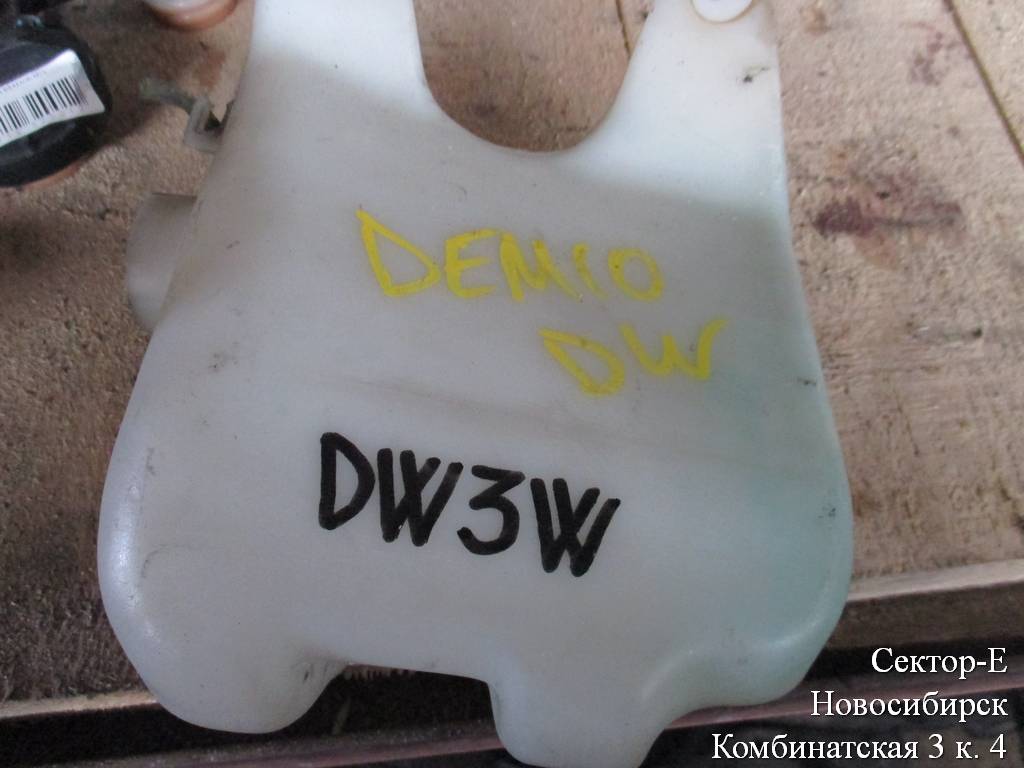 DEMIO
DW
DW3W
Сектор-Е
Новосибирск
Комбинатская 3 к. 4